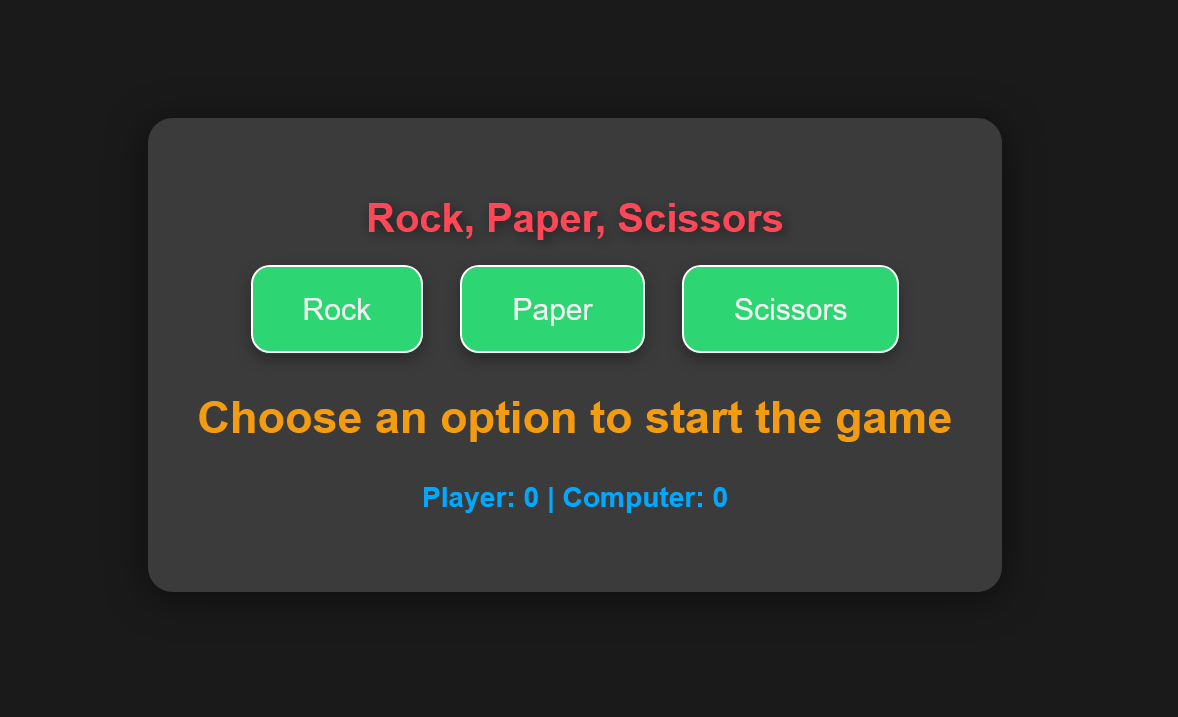 Rock, Paper, Scissors
Rock Paper Scissors
Choose an option to start the game
Player: 0 | Computer: 0